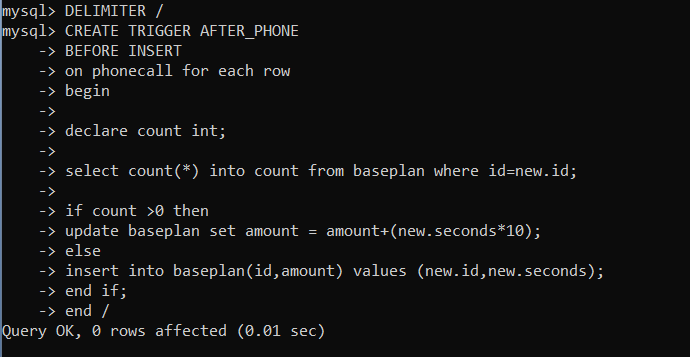 mysql> DELIMITER /
mysql> CREATE TRIGGER AFTER_PHONE
    -> BEFORE INSERT
    -> on phonecall for each row
    -> begin
    ->
    -> declare count int;
    ->
    -> select count(*) into count from baseplan where id=new.id;
    ->
    -> if count >0 then
    -> update baseplan set amount = amount+(new.seconds*10);
    -> else
    -> insert into baseplan(id,amount) values (new.id,new.seconds);
    -> end if;
    -> end /
Query OK, 0 rows affected (0.01 sec)